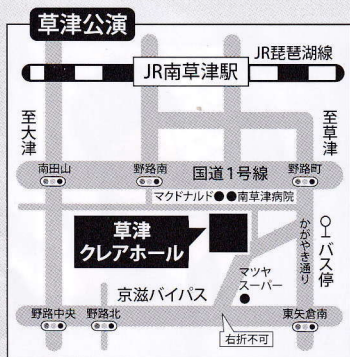 草津公演
JR琵琶湖線
JR南草津駅
至大津
至草津
南田山
野路南
国道1号線
野路町
マクドナルド●●南草津病院
草津
クレアホール
かがやき通り
バス停
マツヤ
スーパー
京滋バイパス
野路中央
野路北
東矢倉南
右折不可